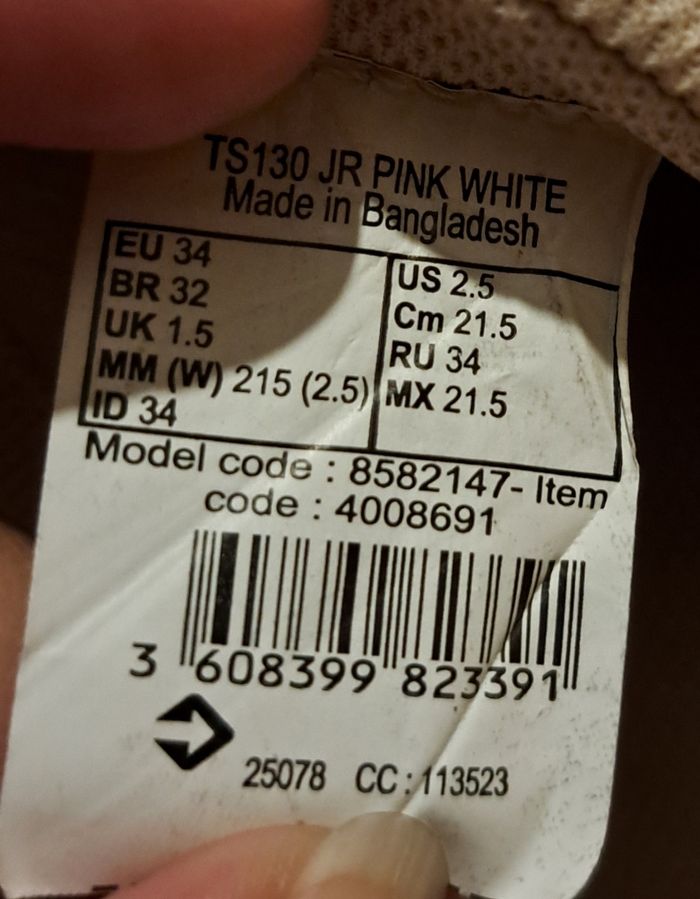 TS130 JR PINK WHITE
Made in Bangladesh
EU 34
BR 32
UK 1.5
MM (W) 215 (2.5)
ID 34
US 2.5
Cm 21.5
RU 34
MX 21.5
Model code : 8582147- Item
code : 4008691
3 608399 823391
25078 CC : 113523